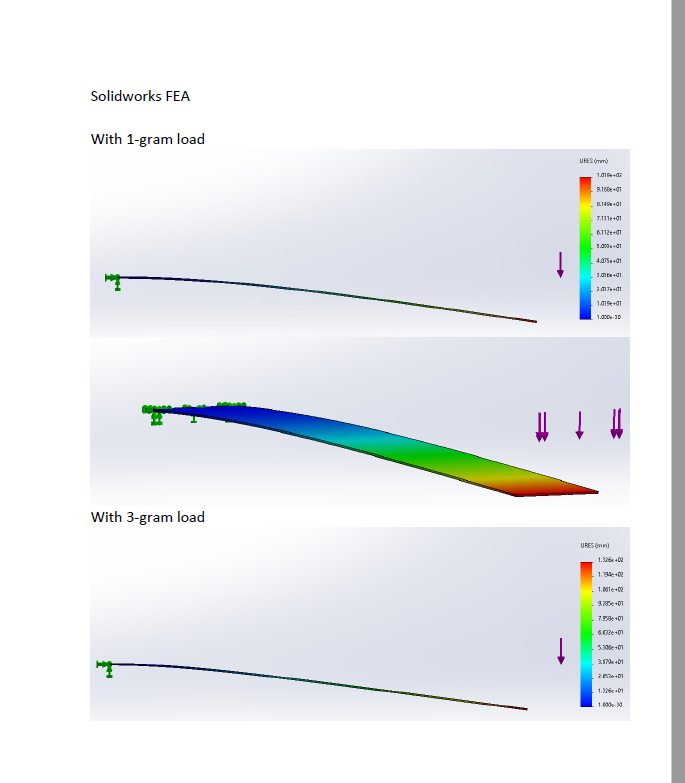 Solidworks FEA
With 1-gram load
URES (mm)
1.019e+02
9.168e+01
8.149e+01
7.131e+01
6.112e+01
5.093e+01
4.075e+01
3.056e+01
2.037e+01
1.019e+01
1.000e-30
With 3-gram load
URES (mm)
1.326e+02
1.194e+02
1.061e+02
9.285e+01
7.958e+01
6.632e+01
5.306e+01
3.979e+01
2.653e+01
1.326e+01
1.000e-30